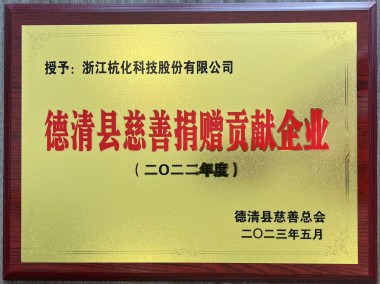 授予：浙江杭化科技股份有限公司
德清县慈善捐赠贡献企业
（二〇二二年度）
德清县慈善总会
二〇二三年五月